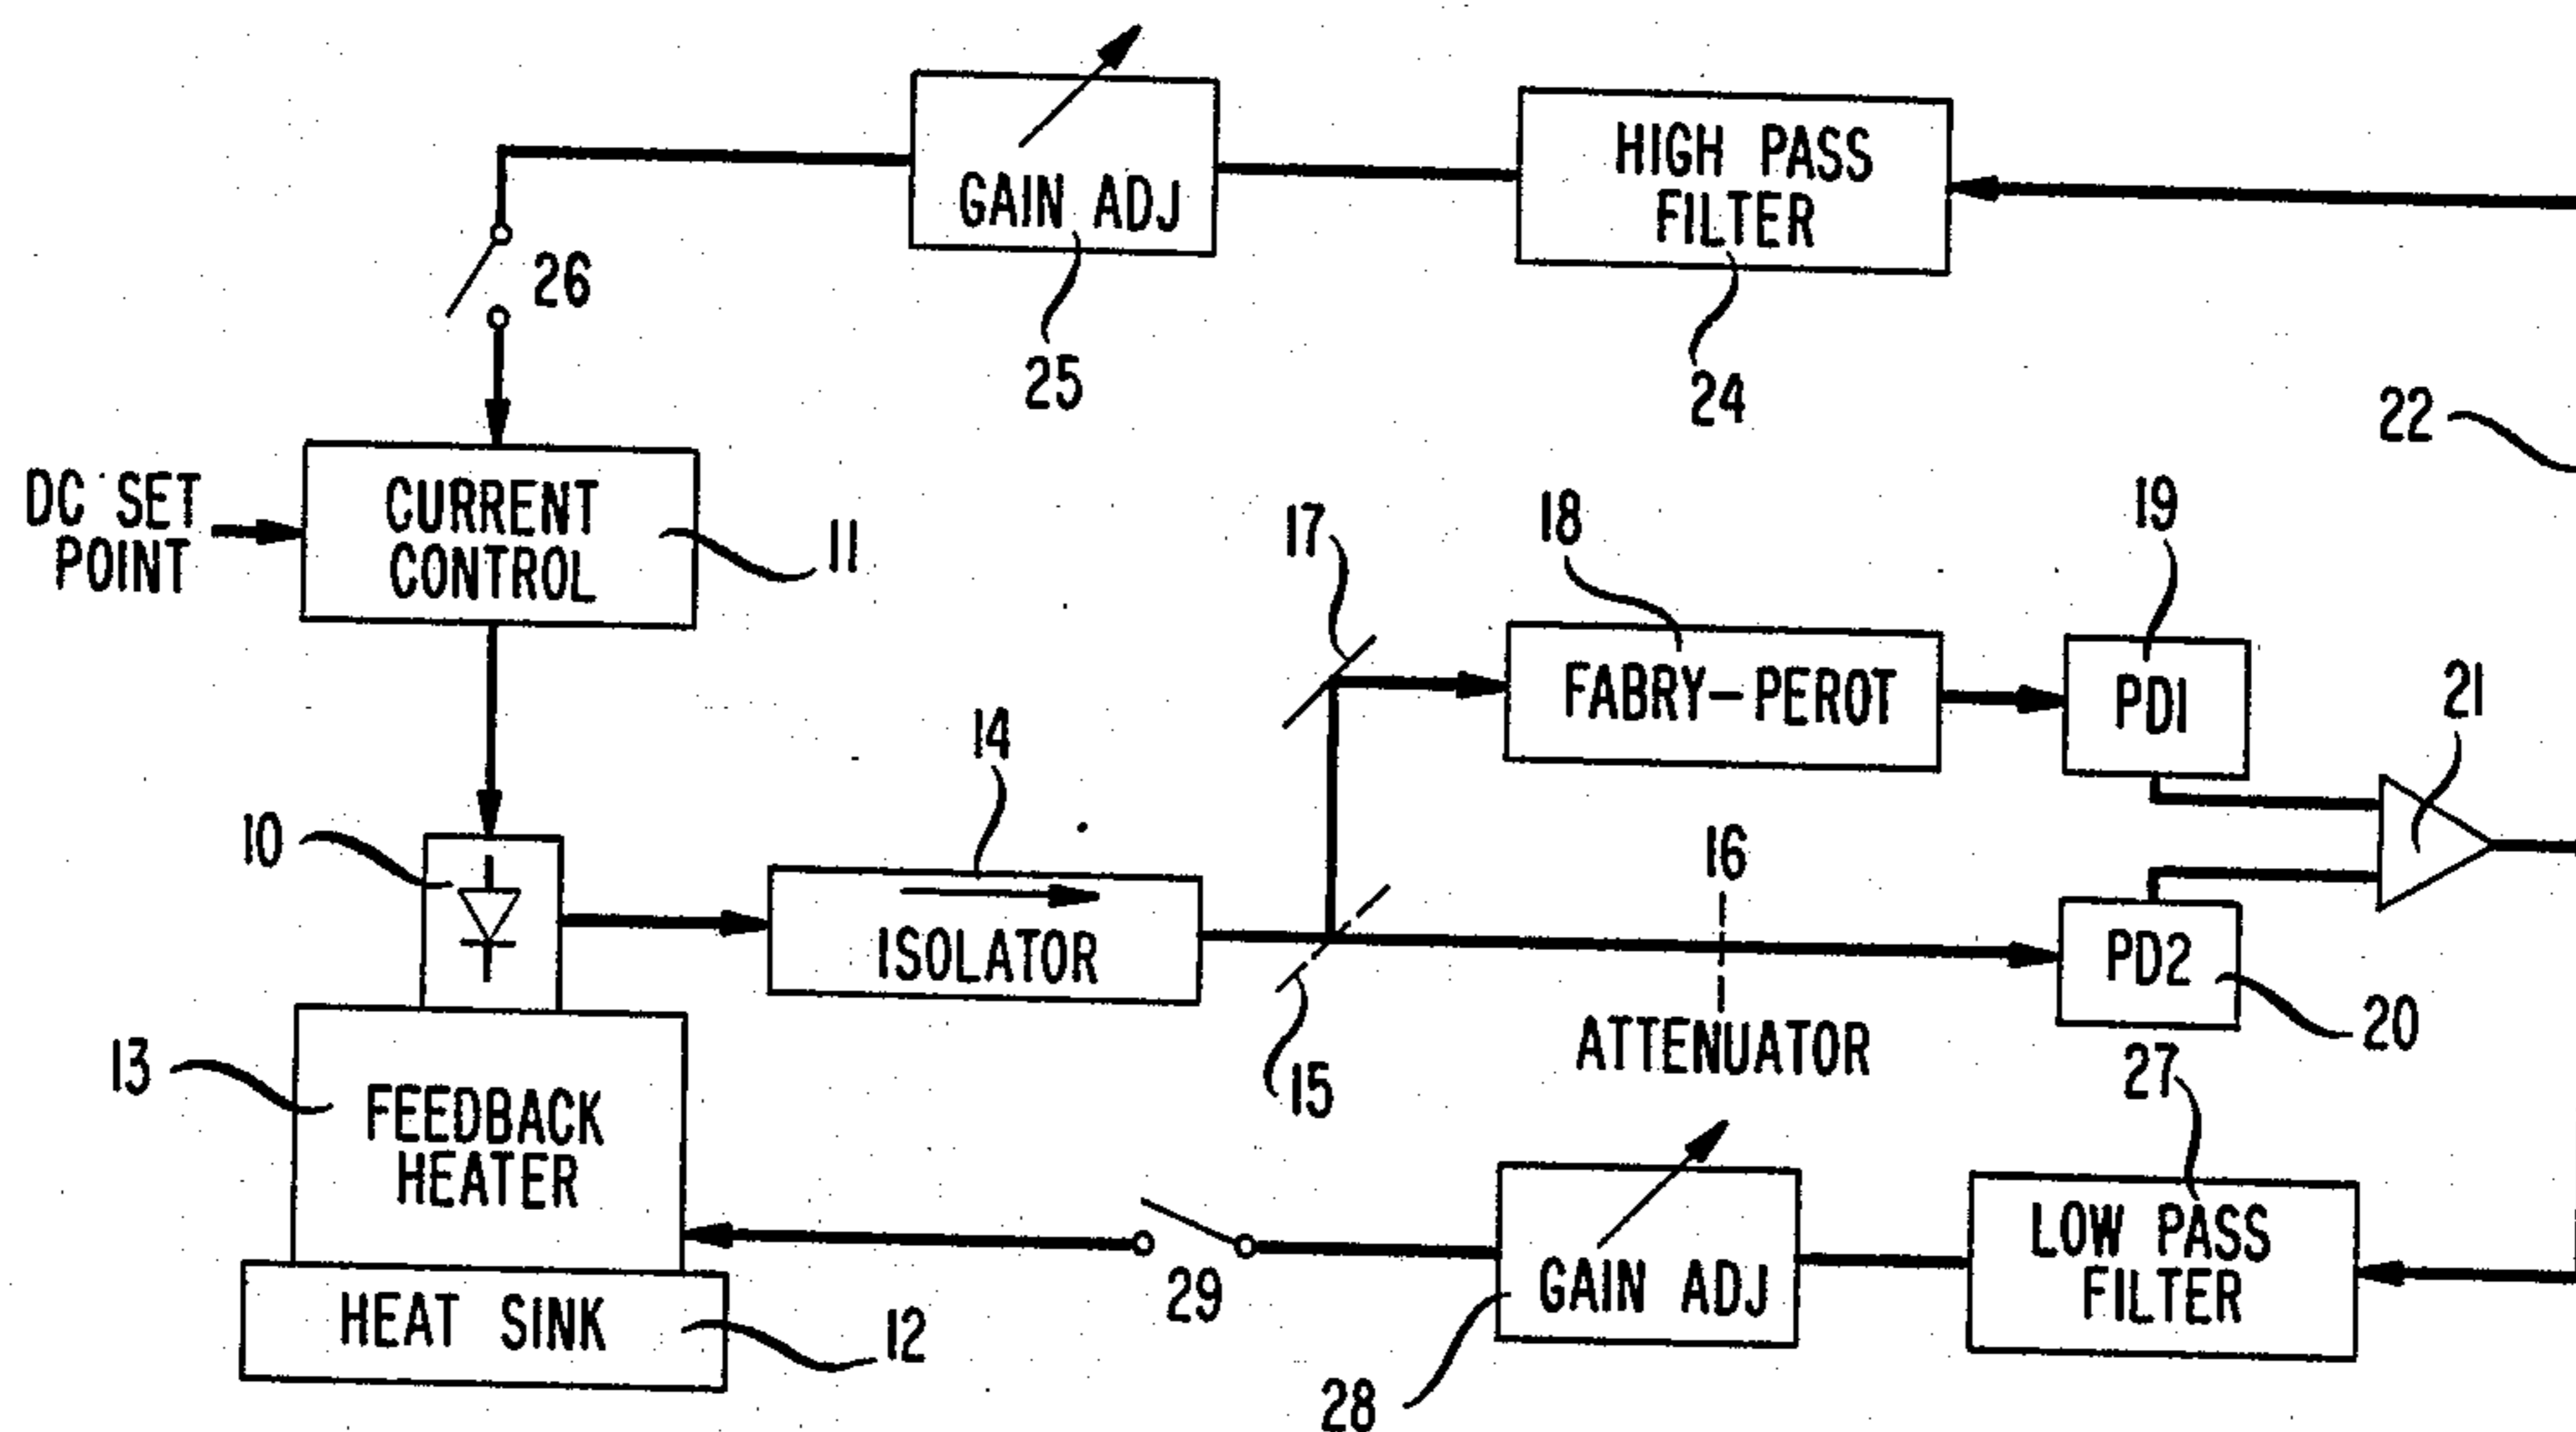 GAIN ADJ
25
HIGH PASS
FILTER
24
26
22
DC SET
POINT
CURRENT
CONTROL
11
17
18
FABRY-PEROT
19
PD1
21
10
14
ISOLATOR
15
16
ATTENUATOR
PD2
20
13
FEEDBACK
HEATER
HEAT SINK
12
29
GAIN ADJ
28
27
LOW PASS
FILTER